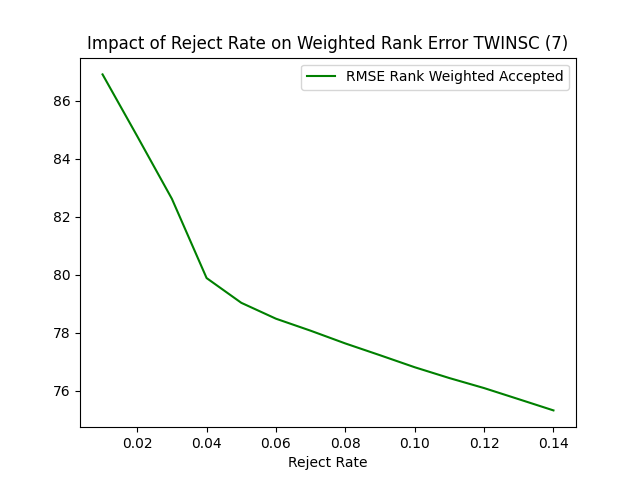 Impact of Reject Rate on Weighted Rank Error TWINSC (7)
RMSE Rank Weighted Accepted
86
84
82
80
78
76
0.02 0.04 0.06 0.08 0.10 0.12 0.14
Reject Rate